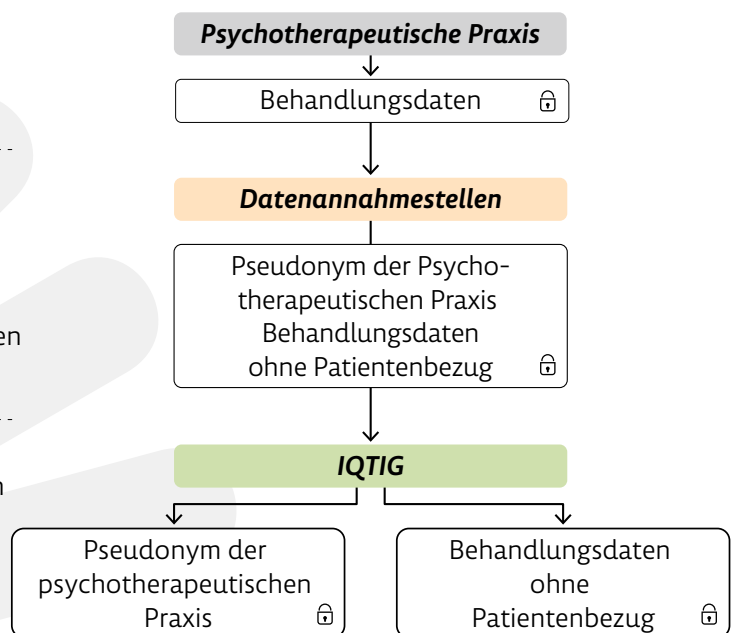 Psychotherapeutische Praxis
Behandlungsdaten
Datenannahmestellen
Pseudonym der Psycho-
therapeutischen Praxis
Behandlungsdaten
ohne Patientenbezug
en
IQTIG
Pseudonym der
psychotherapeutischen
Praxis
Behandlungsdaten
ohne
Patientenbezug